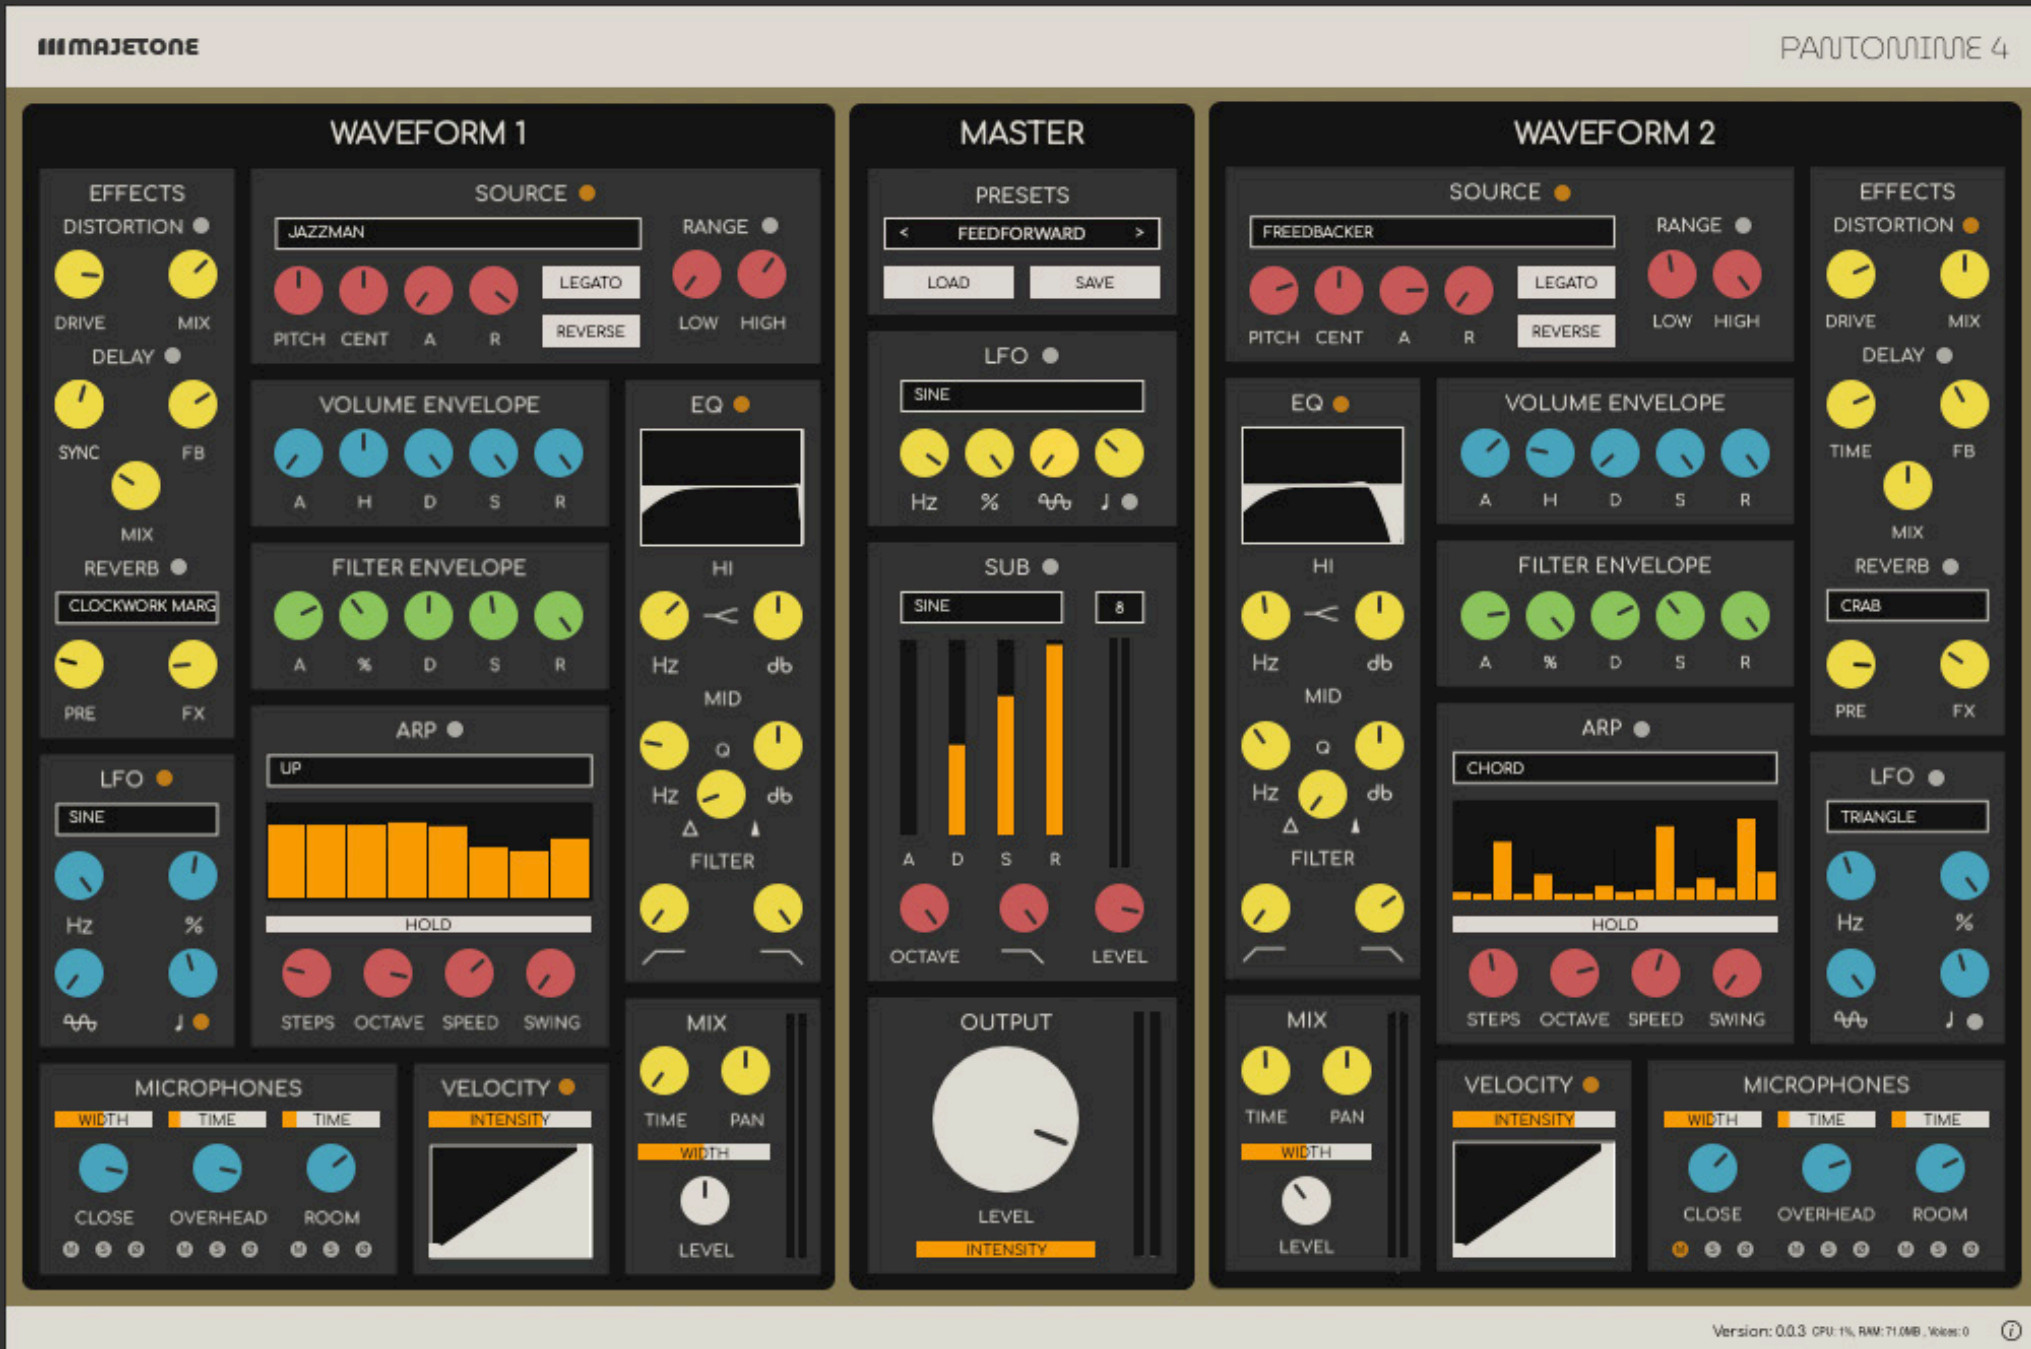 MAJETONE
PANTOMIME 4
WAVEFORM 1
EFFECTS
DISTORTION
DRIVE MIX
DELAY
SYNC FB
MIX
REVERB
CLOCKWORK MARG
PRE FX
LFO
SINE
Hz %
SOURCE
JAZZMAN
PITCH CENT A R
LEGATO
REVERSE
RANGE
LOW HIGH
VOLUME ENVELOPE
A H D S R
FILTER ENVELOPE
A % D S R
ARP
UP
HOLD
STEPS OCTAVE SPEED SWING
EQ
HI
Hz db
MID
Q
Hz db
FILTER
MICROPHONES
WIDTH TIME TIME
CLOSE OVERHEAD ROOM
M S Ø M S Ø M S Ø
VELOCITY
INTENSITY
MIX
TIME PAN
WIDTH
LEVEL
MASTER
PRESETS
< FEEDFORWARD >
LOAD SAVE
LFO
SINE
Hz %
SUB
SINE 8
A D S R
OCTAVE LEVEL
OUTPUT
LEVEL
INTENSITY
WAVEFORM 2
SOURCE
FREEDBACKER
PITCH CENT A R
LEGATO
REVERSE
RANGE
LOW HIGH
EFFECTS
DISTORTION
DRIVE MIX
DELAY
TIME FB
MIX
REVERB
CRAB
PRE FX
LFO
TRIANGLE
Hz %
EQ
HI
Hz db
MID
Q
Hz db
FILTER
VOLUME ENVELOPE
A H D S R
FILTER ENVELOPE
A % D S R
ARP
CHORD
HOLD
STEPS OCTAVE SPEED SWING
MIX
TIME PAN
WIDTH
LEVEL
VELOCITY
INTENSITY
MICROPHONES
WIDTH TIME TIME
CLOSE OVERHEAD ROOM
M S Ø M S Ø M S Ø
Version: 0.0.3 CPU: 1%, RAM: 71.0MB , Voices: 0 i